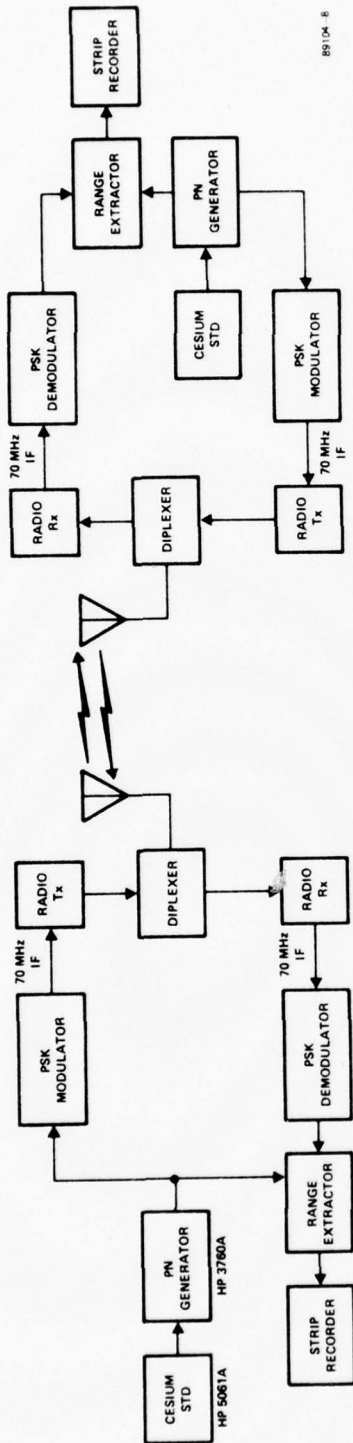 CESIUM
STD
HP 5061A
PN
GENERATOR
HP 3760A
PSK
MODULATOR
70 MHz
IF
RADIO
Tx
DIPLEXER
RADIO
Rx
70 MHz
IF
PSK
DEMODULATOR
RANGE
EXTRACTOR
STRIP
RECORDER
DIPLEXER
RADIO
Rx
70 MHz
IF
PSK
DEMODULATOR
RANGE
EXTRACTOR
STRIP
RECORDER
CESIUM
STD
PN
GENERATOR
PSK
MODULATOR
70 MHz
IF
RADIO
Tx
89104-8